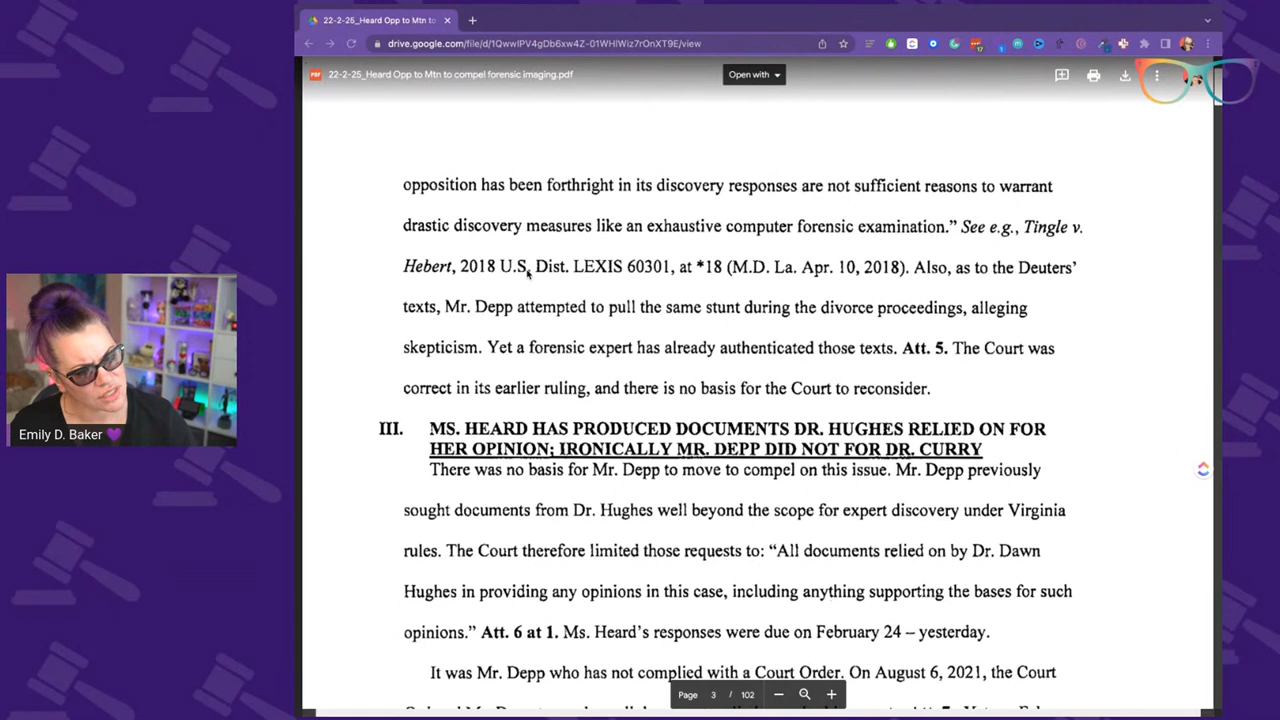 22-2-25_Heard Opp to Mtn to
drive.google.com/file/d/1QwwlPV4gDb6xw4Z-01WHlWiz7rOnXT9E/view
22-2-25_Heard Opp to Mtn to compel forensic imaging.pdf
Open with
opposition has been forthright in its discovery responses are not sufficient reasons to warrant
drastic discovery measures like an exhaustive computer forensic examination.” See e.g., Tingle v.
Hebert, 2018 U.S. Dist. LEXIS 60301, at *18 (M.D. La. Apr. 10, 2018). Also, as to the Deuters’
texts, Mr. Depp attempted to pull the same stunt during the divorce proceedings, alleging
skepticism. Yet a forensic expert has already authenticated those texts. Att. 5. The Court was
correct in its earlier ruling, and there is no basis for the Court to reconsider.
III. MS. HEARD HAS PRODUCED DOCUMENTS DR. HUGHES RELIED ON FOR
HER OPINION; IRONICALLY MR. DEPP DID NOT FOR DR. CURRY
There was no basis for Mr. Depp to move to compel on this issue. Mr. Depp previously
sought documents from Dr. Hughes well beyond the scope for expert discovery under Virginia
rules. The Court therefore limited those requests to: “All documents relied on by Dr. Dawn
Hughes in providing any opinions in this case, including anything supporting the bases for such
opinions.” Att. 6 at 1. Ms. Heard’s responses were due on February 24 – yesterday.
It was Mr. Depp who has not complied with a Court Order. On August 6, 2021, the Court
Page 3 / 102
Emily D. Baker 💜